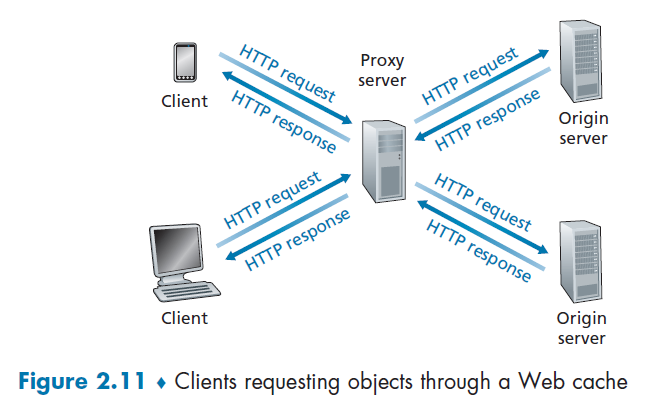 HTTP request
HTTP response
Client
Proxy
server
HTTP request
HTTP response
Origin
server
HTTP request
HTTP response
Client
HTTP request
HTTP response
Origin
server
Figure 2.11 ♦ Clients requesting objects through a Web cache